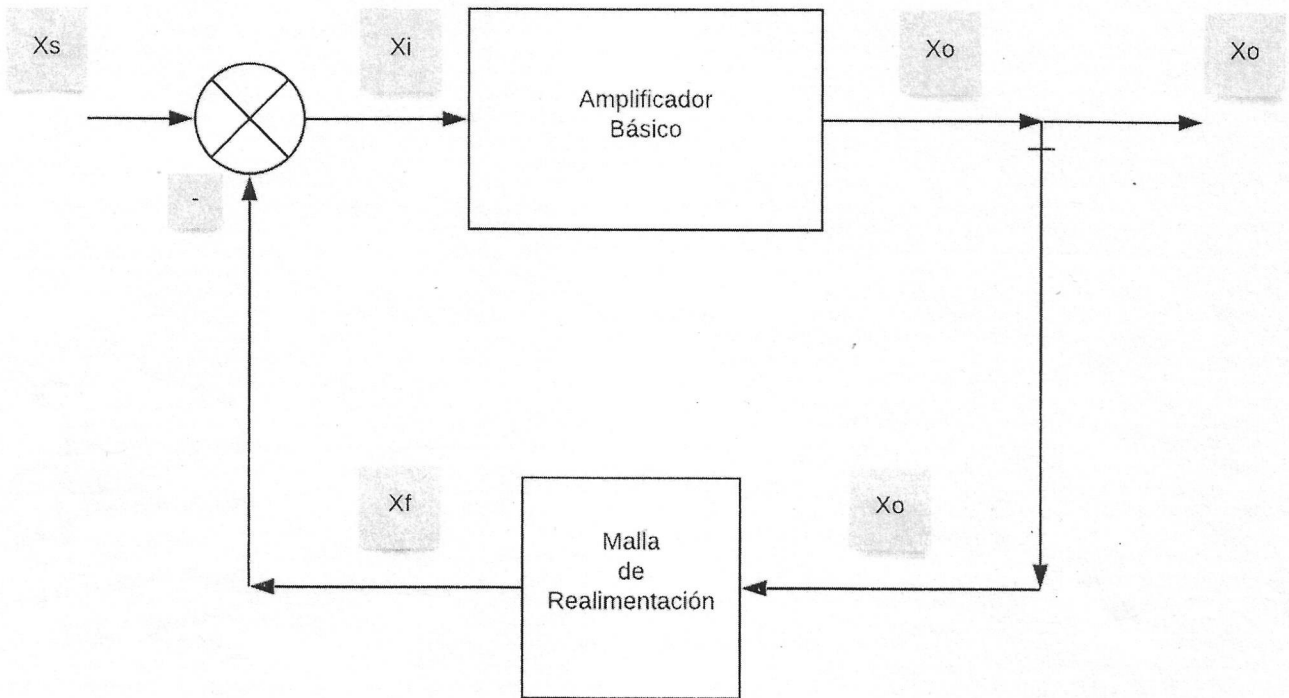 Xs
Xi
Amplificador
Básico
Xo
Xo
-
Xf
Malla
de
Realimentación
Xo